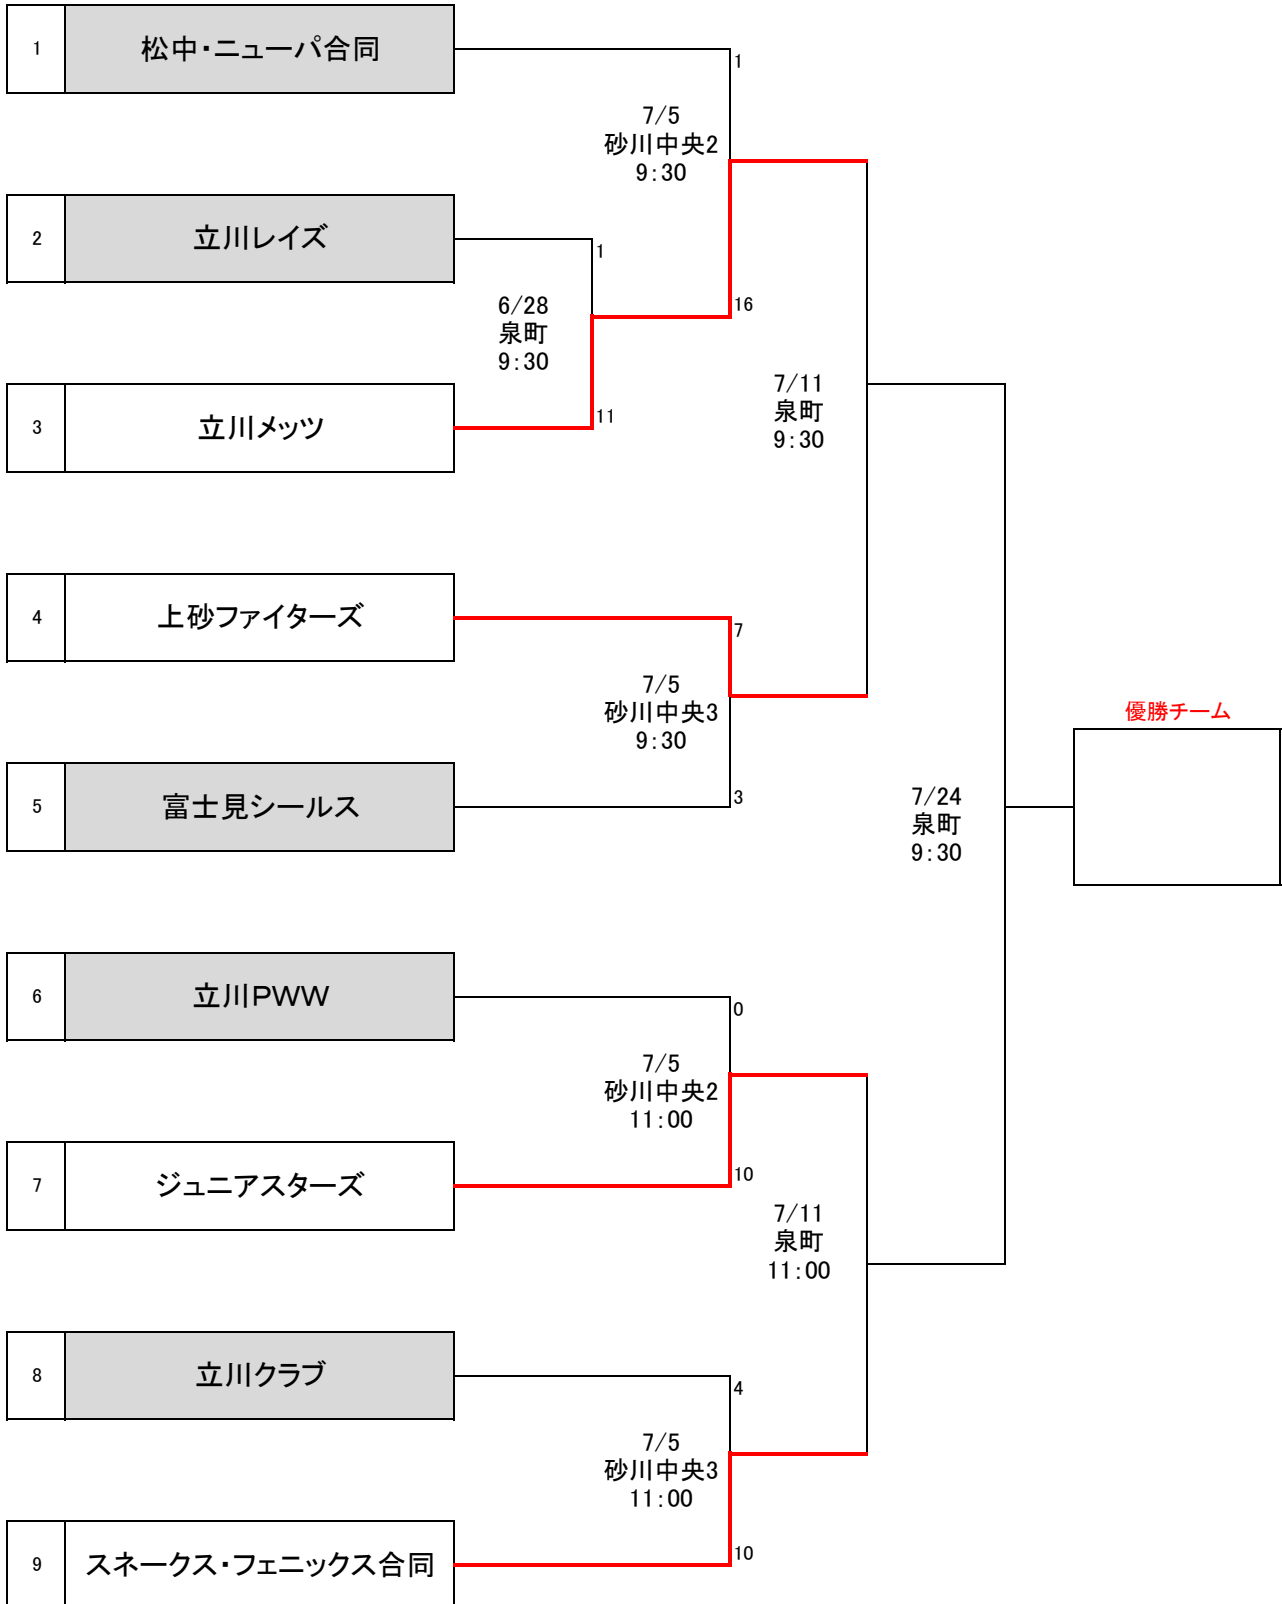 1
松中・ニューパ合同
1
7/5
砂川中央2
9:30
2
立川レイズ
1
6/28
泉町
9:30
16
3
立川メッツ
11
7/11
泉町
9:30
4
上砂ファイターズ
7
7/5
砂川中央3
9:30
5
富士見シールス
3
優勝チーム
7/24
泉町
9:30
6
立川PWW
0
7/5
砂川中央2
11:00
7
ジュニアスターズ
10
7/11
泉町
11:00
8
立川クラブ
4
7/5
砂川中央3
11:00
9
スネークス・フェニックス合同
10